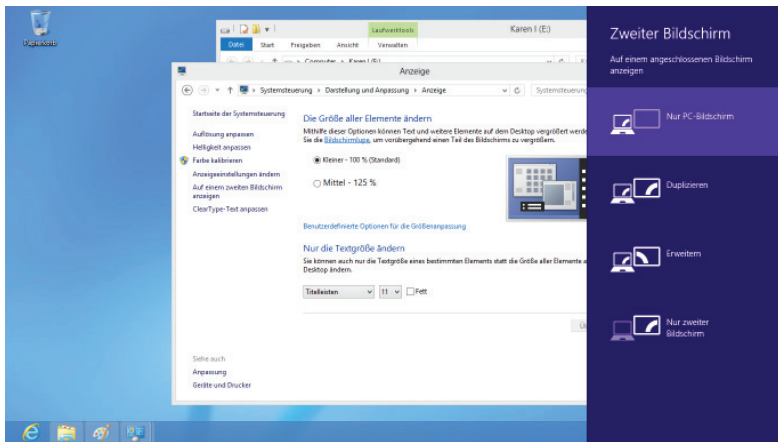 Papierkorb
Laufwerktools
Karen I (E:)
Datei Start Freigeben Ansicht Verwalten
Computer Karen I (E:)
Anzeige
Systemsteuerung Darstellung und Anpassung Anzeige
Systemsteuerung
Startseite der Systemsteuerung
Auflösung anpassen
Helligkeit anpassen
Farbe kalibrieren
Anzeigeeinstellungen ändern
Auf einem zweiten Bildschirm
anzeigen
ClearType-Text anpassen
Siehe auch
Anpassung
Geräte und Drucker
Die Größe aller Elemente ändern
Mithilfe dieser Optionen können Text und weitere Elemente auf dem Desktop vergrößert werde
Sie die Bildschirmlupe, um vorübergehend einen Teil des Bildschirms zu vergrößern.
Kleiner - 100 % (Standard)
Mittel - 125 %
Benutzerdefinierte Optionen für die Größenanpassung
Nur die Textgröße ändern
Sie können auch nur die Textgröße eines bestimmten Elements statt die Größe aller Elemente a
Desktop ändern.
Titelleisten 11 Fett
Zweiter Bildschirm
Auf einem angeschlossenen Bildschirm
anzeigen
Nur PC-Bildschirm
Duplizieren
Erweitern
Nur zweiter
Bildschirm